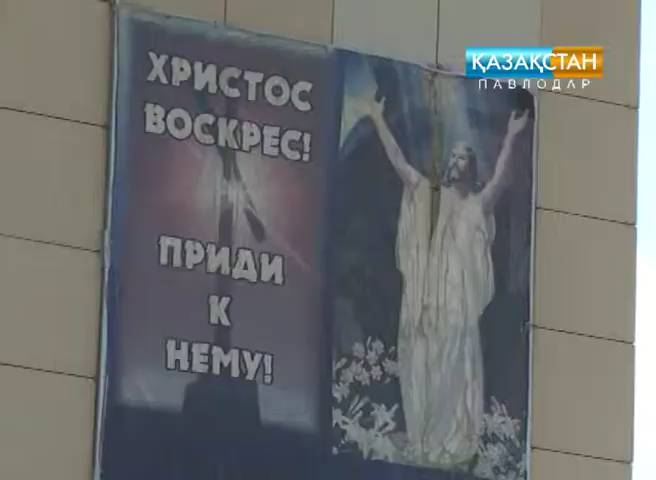 ҚАЗАҚСТАН
ПАВЛОДАР
ХРИСТОС
ВОСКРЕС!
ПРИДИ
К
НЕМУ!